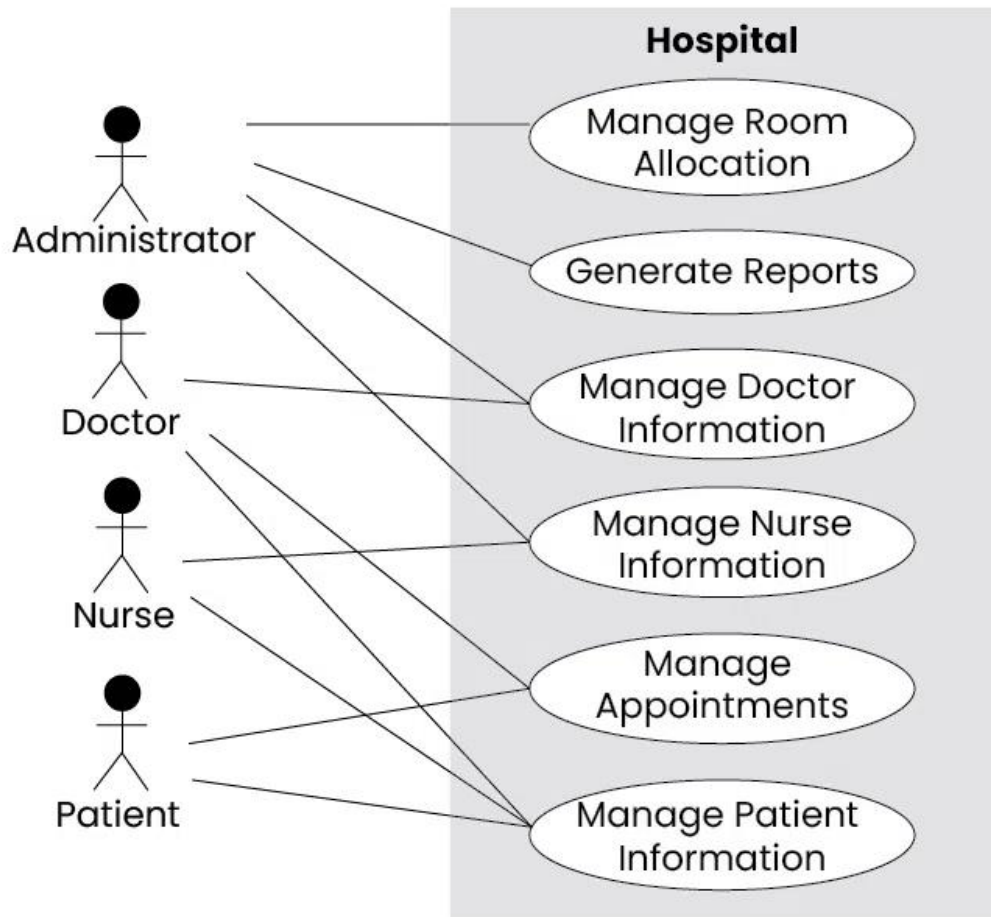 Hospital
Manage Room
Allocation
Administrator
Generate Reports
Doctor
Manage Doctor
Information
Nurse
Manage Nurse
Information
Manage
Appointments
Patient
Manage Patient
Information